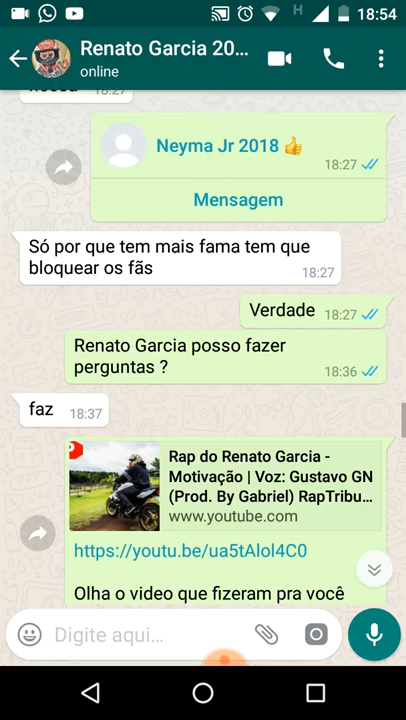 H 18:54
Renato Garcia 20...
online
18:27
Neyma Jr 2018 👍
18:27
Mensagem
Só por que tem mais fama tem que
bloquear os fãs
18:27
Verdade 18:27
Renato Garcia posso fazer
perguntas ?
18:36
faz 18:37
Rap do Renato Garcia -
Motivação | Voz: Gustavo GN
(Prod. By Gabriel) RapTribu...
www.youtube.com
https://youtu.be/ua5tAlol4C0
Olha o video que fizeram pra você
Digite aqui...